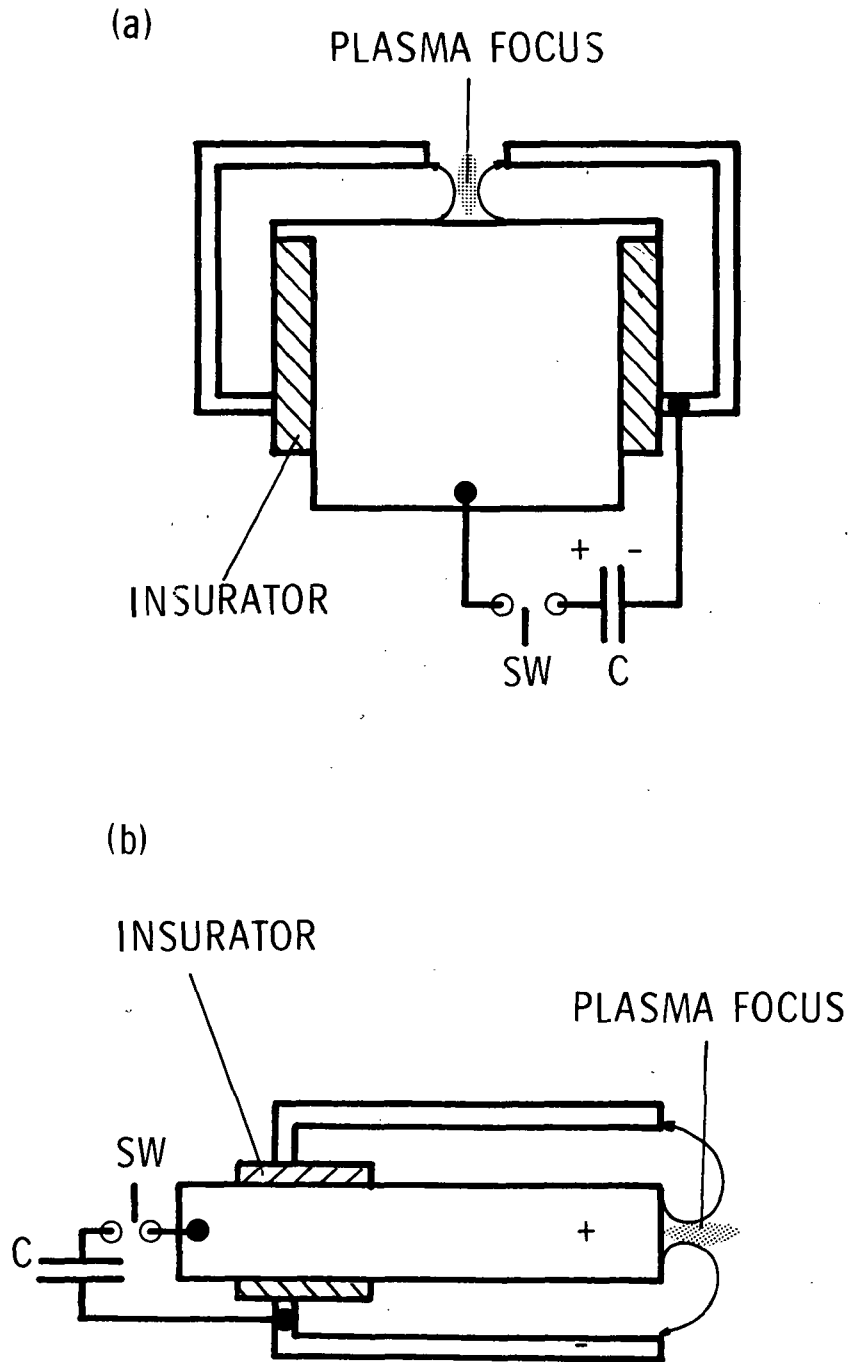 (a)
PLASMA FOCUS
INSURATOR
+ -
SW C
(b)
INSURATOR
PLASMA FOCUS
SW
+
C
-